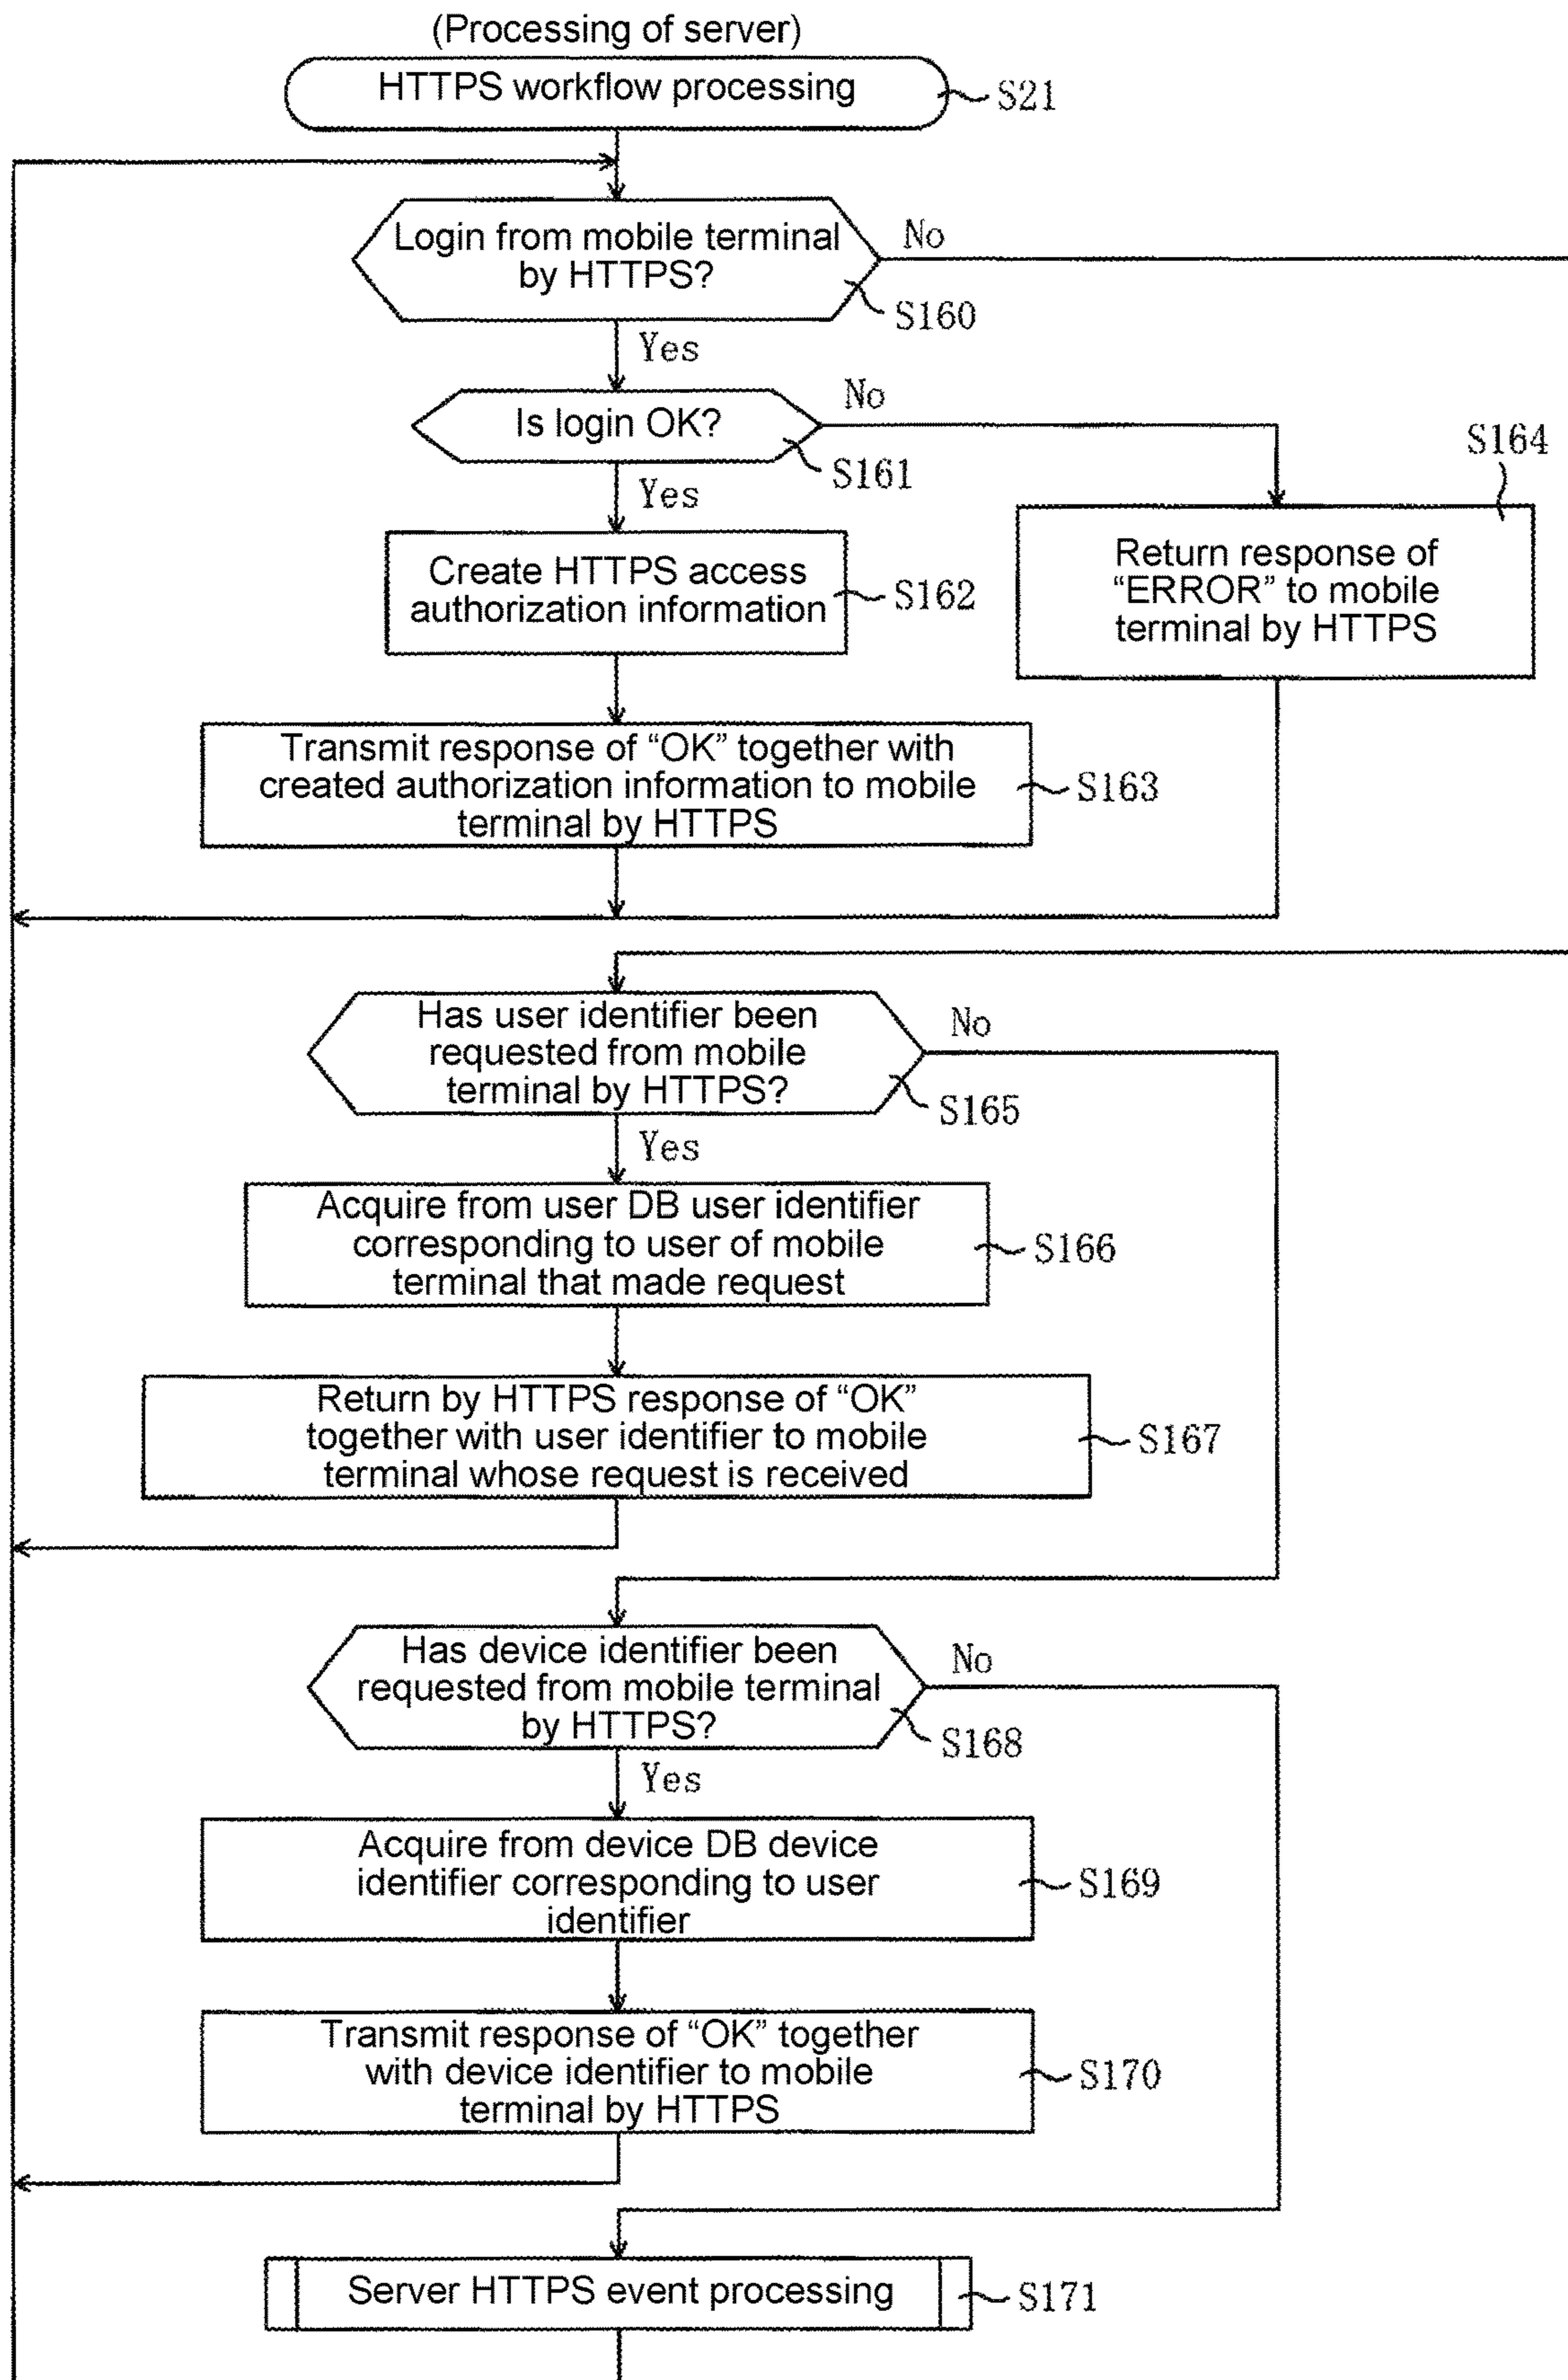 (Processing of server)
HTTPS workflow processing
S21
Login from mobile terminal
by HTTPS?
No
S160
Yes
Is login OK?
No
S161
Yes
S164
Create HTTPS access
authorization information
S162
Return response of
“ERROR” to mobile
terminal by HTTPS
Transmit response of “OK” together with
created authorization information to mobile
terminal by HTTPS
S163
Has user identifier been
requested from mobile
terminal by HTTPS?
No
S165
Yes
Acquire from user DB user identifier
corresponding to user of mobile
terminal that made request
S166
Return by HTTPS response of “OK”
together with user identifier to mobile
terminal whose request is received
S167
Has device identifier been
requested from mobile terminal
by HTTPS?
No
S168
Yes
Acquire from device DB device
identifier corresponding to user
identifier
S169
Transmit response of “OK” together
with device identifier to mobile
terminal by HTTPS
S170
Server HTTPS event processing
S171